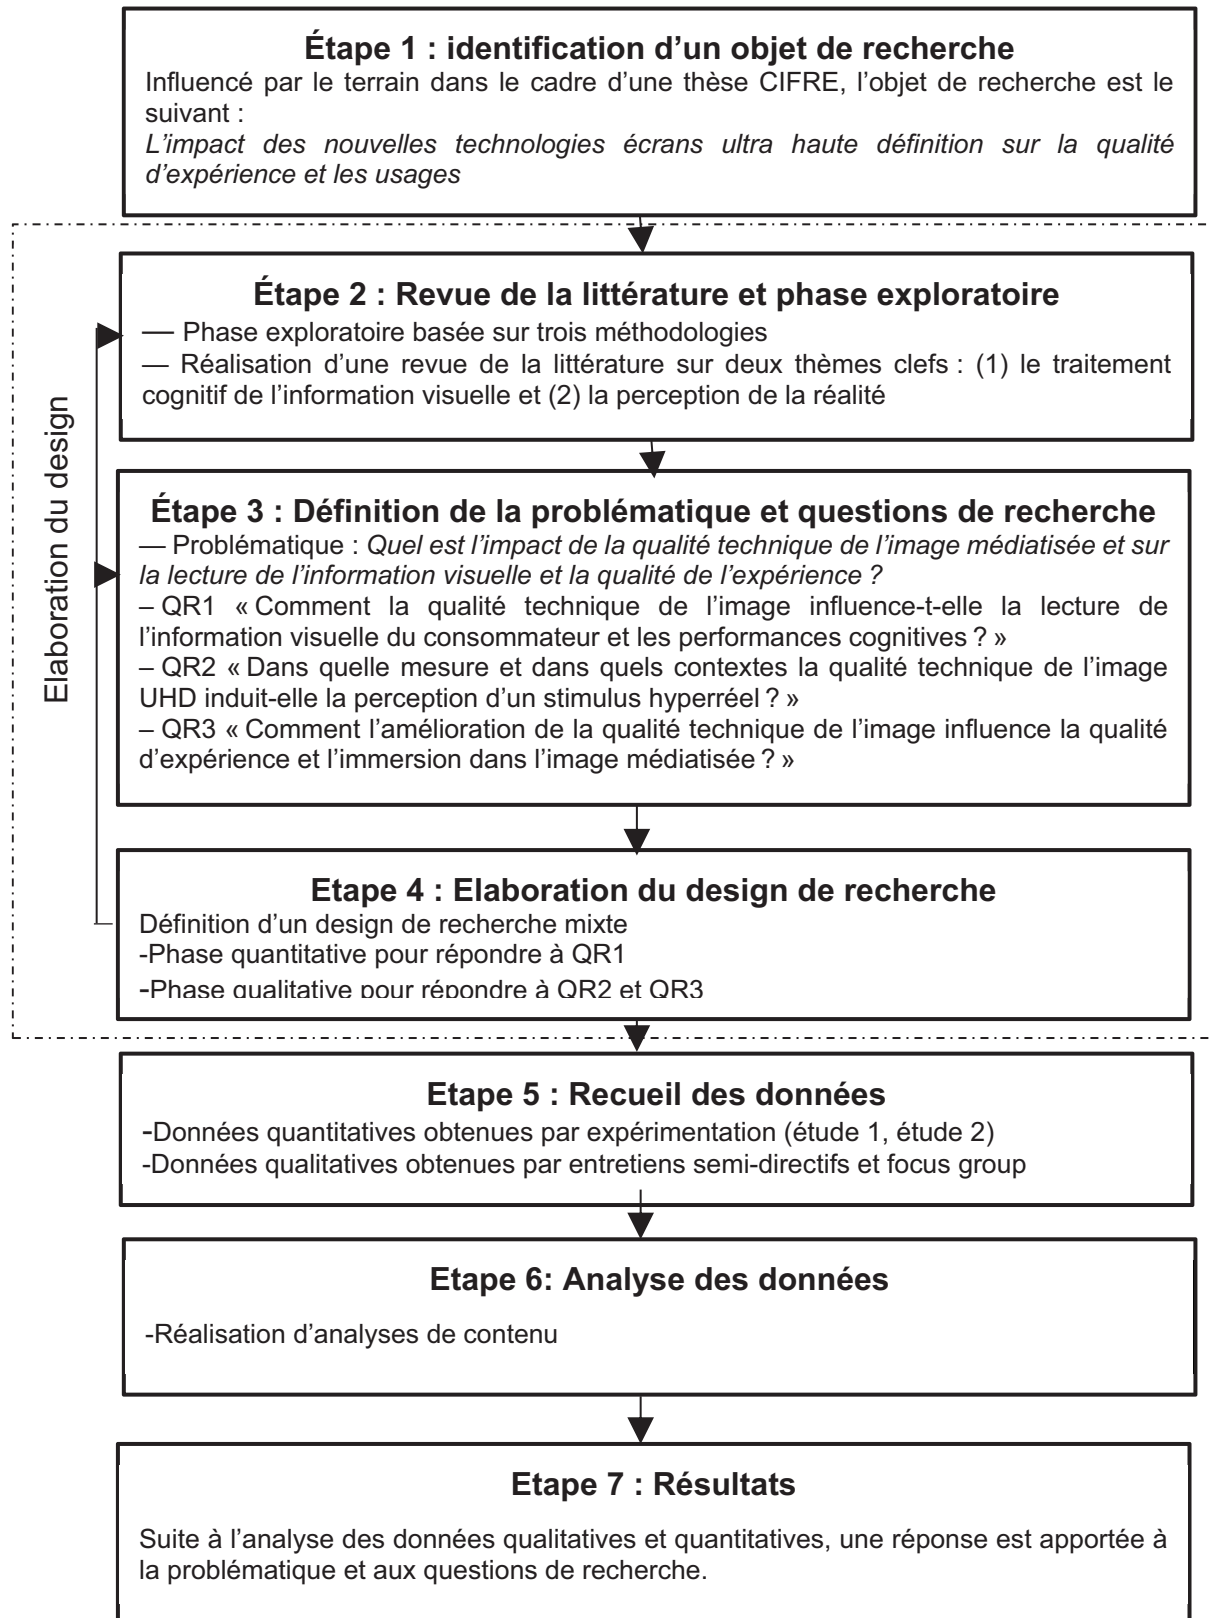 Étape 1 : identification d’un objet de recherche
Influencé par le terrain dans le cadre d’une thèse CIFRE, l’objet de recherche est le
suivant :
L’impact des nouvelles technologies écrans ultra haute définition sur la qualité
d’expérience et les usages
Elaboration du design
Étape 2 : Revue de la littérature et phase exploratoire
— Phase exploratoire basée sur trois méthodologies
— Réalisation d’une revue de la littérature sur deux thèmes clefs : (1) le traitement
cognitif de l’information visuelle et (2) la perception de la réalité
Étape 3 : Définition de la problématique et questions de recherche
— Problématique : Quel est l’impact de la qualité technique de l’image médiatisée et sur
la lecture de l’information visuelle et la qualité de l’expérience ?
– QR1 « Comment la qualité technique de l’image influence-t-elle la lecture de
l’information visuelle du consommateur et les performances cognitives ? »
– QR2 « Dans quelle mesure et dans quels contextes la qualité technique de l’image
UHD induit-elle la perception d’un stimulus hyperréel ? »
– QR3 « Comment l’amélioration de la qualité technique de l’image influence la qualité
d’expérience et l’immersion dans l’image médiatisée ? »
Etape 4 : Elaboration du design de recherche
Définition d’un design de recherche mixte
-Phase quantitative pour répondre à QR1
-Phase qualitative pour répondre à QR2 et QR3
Etape 5 : Recueil des données
-Données quantitatives obtenues par expérimentation (étude 1, étude 2)
-Données qualitatives obtenues par entretiens semi-directifs et focus group
Etape 6: Analyse des données
-Réalisation d’analyses de contenu
Etape 7 : Résultats
Suite à l’analyse des données qualitatives et quantitatives, une réponse est apportée à
la problématique et aux questions de recherche.